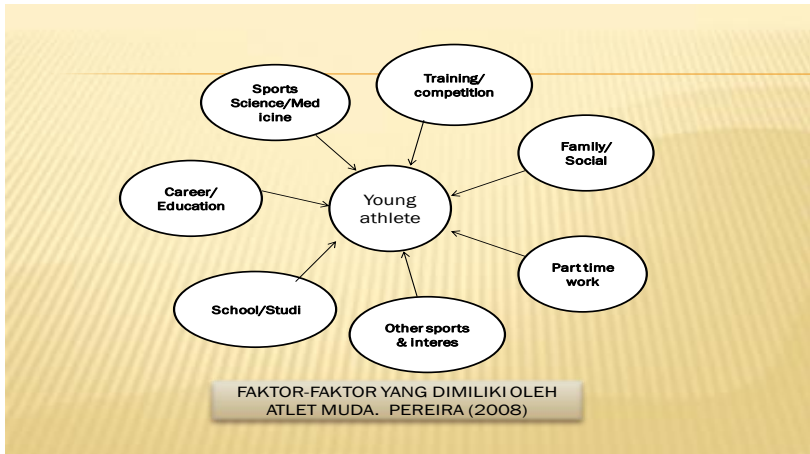 Training/
competition
Sports
Science/Med
icine
Family/
Social
Career/
Education
Young
athlete
Part time
work
School/Studi
Other sports
& interes
FAKTOR-FAKTOR YANG DIMILIKI OLEH
ATLET MUDA. PEREIRA (2008)